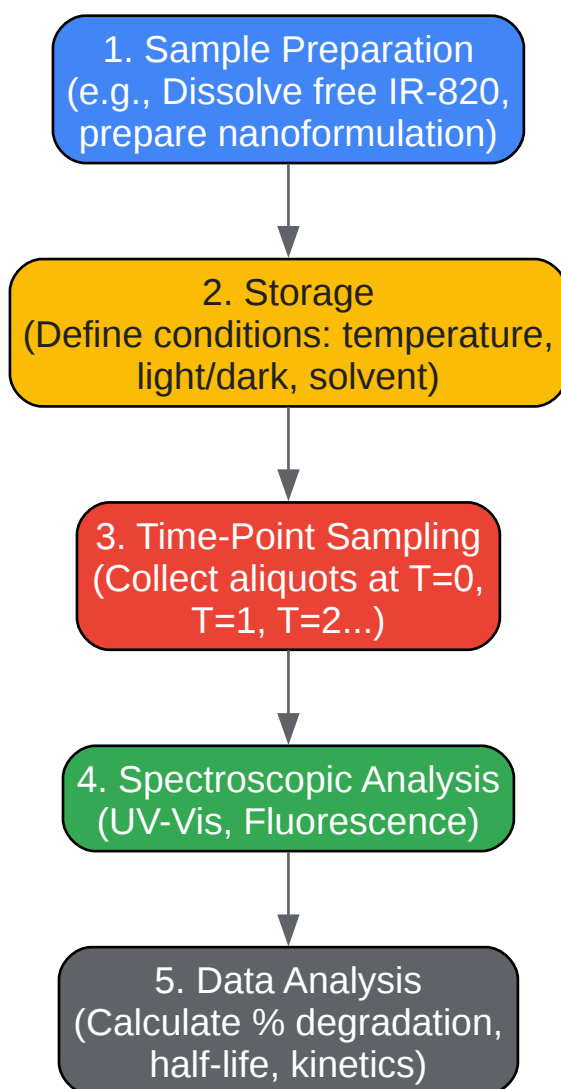 1. Sample Preparation
(e.g., Dissolve free IR-820,
prepare nanoformulation)
2. Storage
(Define conditions: temperature,
light/dark, solvent)
3. Time-Point Sampling
(Collect aliquots at T=0,
T=1, T=2...)
4. Spectroscopic Analysis
(UV-Vis, Fluorescence)
5. Data Analysis
(Calculate % degradation,
half-life, kinetics)